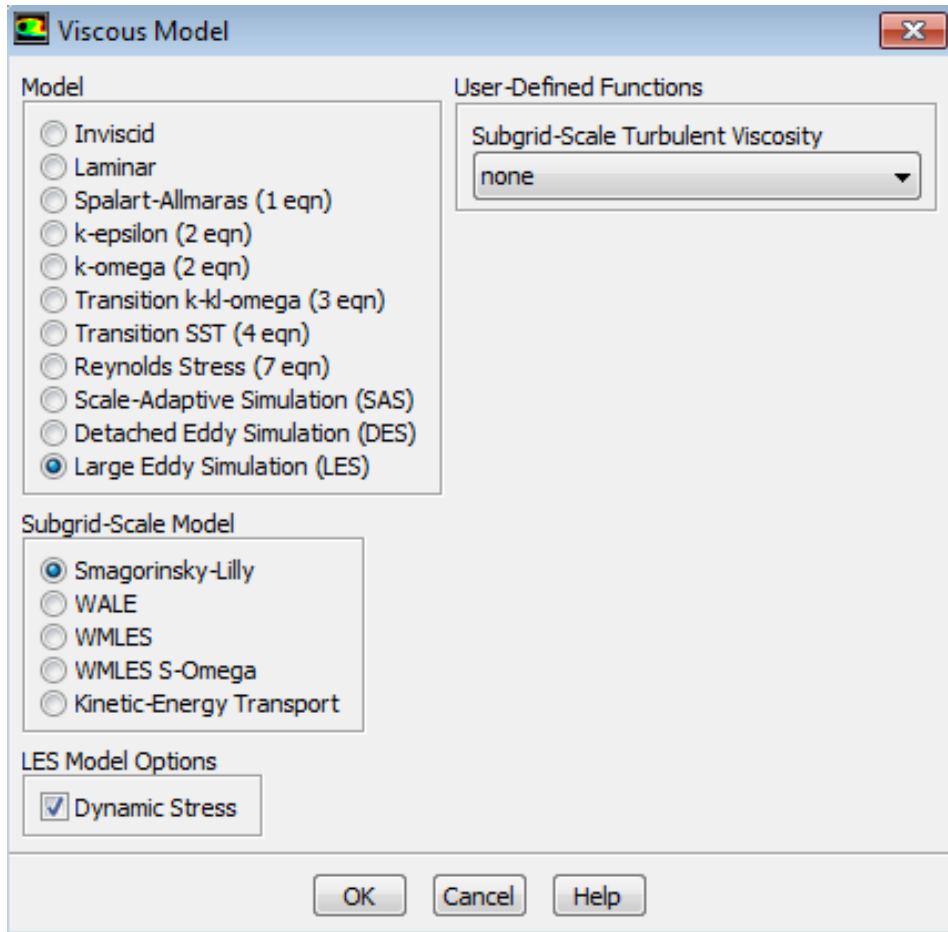 Viscous Model
Model
Inviscid
Laminar
Spalart-Allmaras (1 eqn)
k-epsilon (2 eqn)
k-omega (2 eqn)
Transition k-kl-omega (3 eqn)
Transition SST (4 eqn)
Reynolds Stress (7 eqn)
Scale-Adaptive Simulation (SAS)
Detached Eddy Simulation (DES)
Large Eddy Simulation (LES)
Subgrid-Scale Model
Smagorinsky-Lilly
WALE
WMLES
WMLES S-Omega
Kinetic-Energy Transport
LES Model Options
Dynamic Stress
User-Defined Functions
Subgrid-Scale Turbulent Viscosity
none
OK Cancel Help